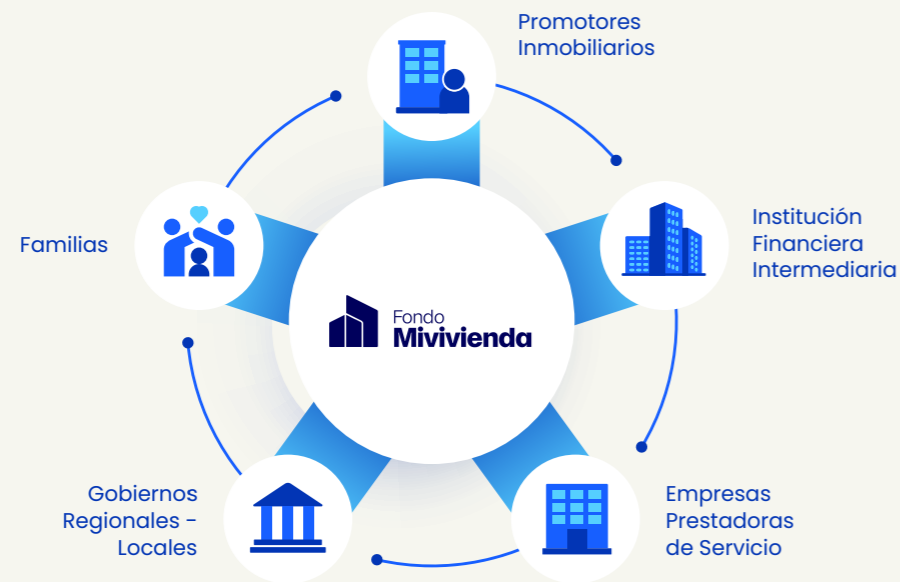 Promotores
Inmobiliarios
Familias
Institución
Financiera
Intermediaria
Fondo
Mivivienda
Gobiernos
Regionales -
Locales
Empresas
Prestadoras
de Servicio